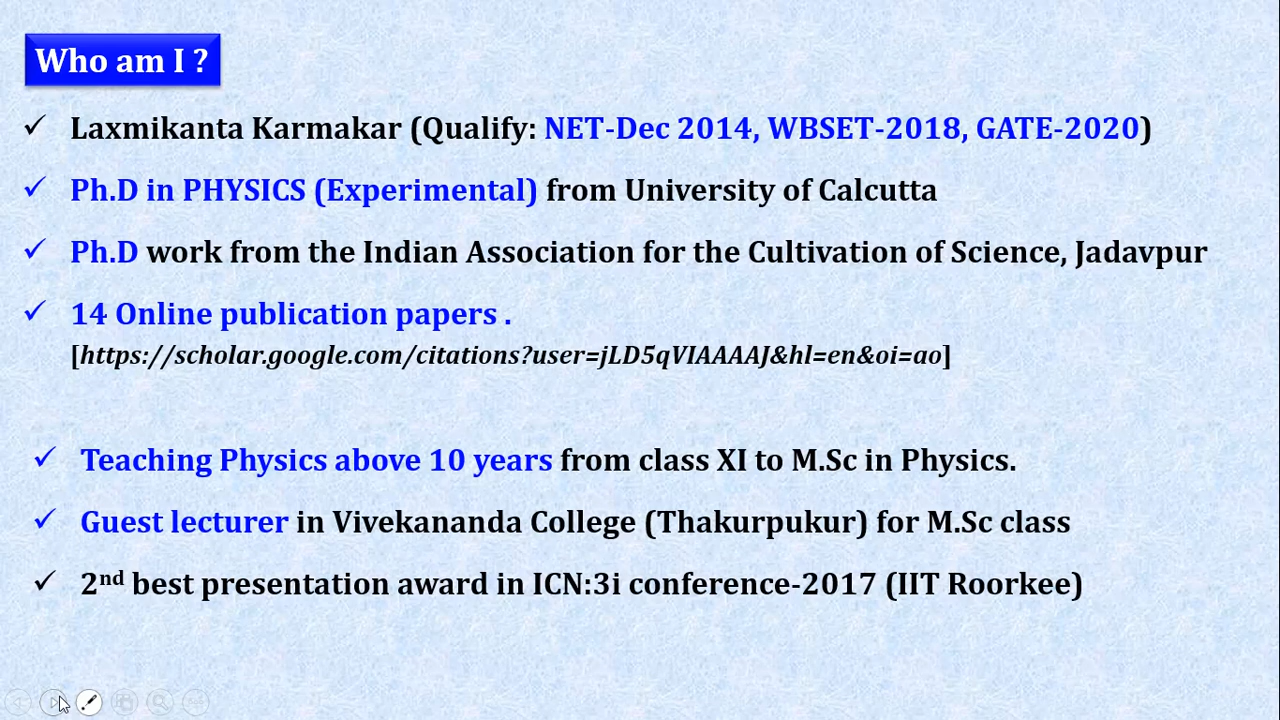 Who am I ?
✓ Laxmikanta Karmakar (Qualify: NET-Dec 2014, WBSET-2018, GATE-2020)
✓ Ph.D in PHYSICS (Experimental) from University of Calcutta
✓ Ph.D work from the Indian Association for the Cultivation of Science, Jadavpur
✓ 14 Online publication papers .
[https://scholar.google.com/citations?user=jLD5qVIAAAAJ&hl=en&oi=ao]
✓ Teaching Physics above 10 years from class XI to M.Sc in Physics.
✓ Guest lecturer in Vivekananda College (Thakurpukur) for M.Sc class
✓ 2nd best presentation award in ICN:3i conference-2017 (IIT Roorkee)